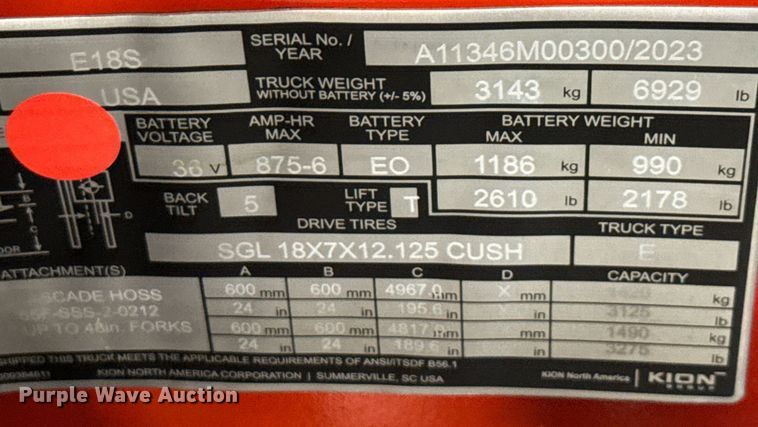 E18S SERIAL NO. / YEAR A11346M00300/2023
USA TRUCK WEIGHT WITHOUT BATTERY (+/- 5%) 3143 kg 6929 lb
BATTERY VOLTAGE AMP-HR MAX BATTERY TYPE BATTERY WEIGHT MAX MIN
36 V 875-6 EO 1186 kg 990 kg
BACK TILT 5 LIFT TYPE T 2610 lb 2178 lb
DRIVE TIRES TRUCK TYPE
SGL 18X7X12.125 CUSH E
ATTACHMENT(S) A B C D CAPACITY
SCADE HOSS 600 mm 600 mm 4967.0 mm X mm kg
SSS-2-0212 24 in 24 in 195.6 in in 3125 lb
UP TO 48in. FORKS 600 mm 600 mm 4817.0 mm X mm 1490 kg
24 in 24 in 189.6 in in 3275 lb
SHIPPED THIS TRUCK MEETS THE APPLICABLE REQUIREMENTS OF ANSI/ITSDF B56.1
KION NORTH AMERICA CORPORATION | SUMMERVILLE, SC USA KION North America | KION GROUP
Purple Wave Auction